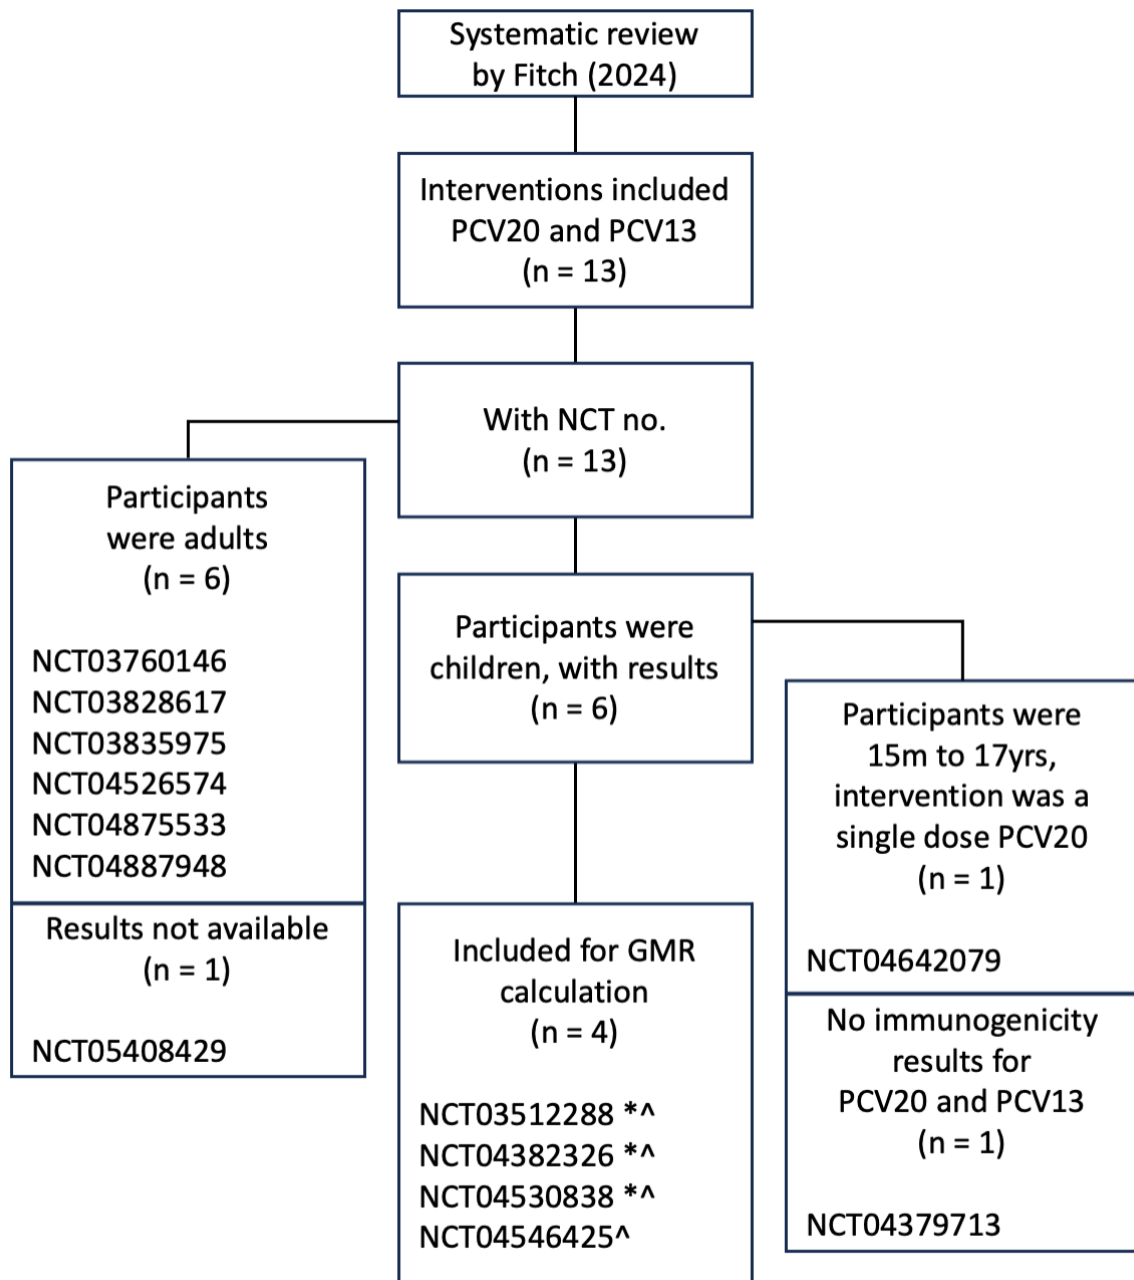 Systematic review
by Fitch (2024)
Interventions included
PCV20 and PCV13
(n = 13)
With NCT no.
(n = 13)
Participants
were adults
(n = 6)
NCT03760146
NCT03828617
NCT03835975
NCT04526574
NCT04875533
NCT04887948
Results not available
(n = 1)
NCT05408429
Participants were
children, with results
(n = 6)
Participants were
15m to 17yrs,
intervention was a
single dose PCV20
(n = 1)
NCT04642079
No immunogenicity
results for
PCV20 and PCV13
(n = 1)
NCT04379713
Included for GMR
calculation
(n = 4)
NCT03512288 *^
NCT04382326 *^
NCT04530838 *^
NCT04546425^